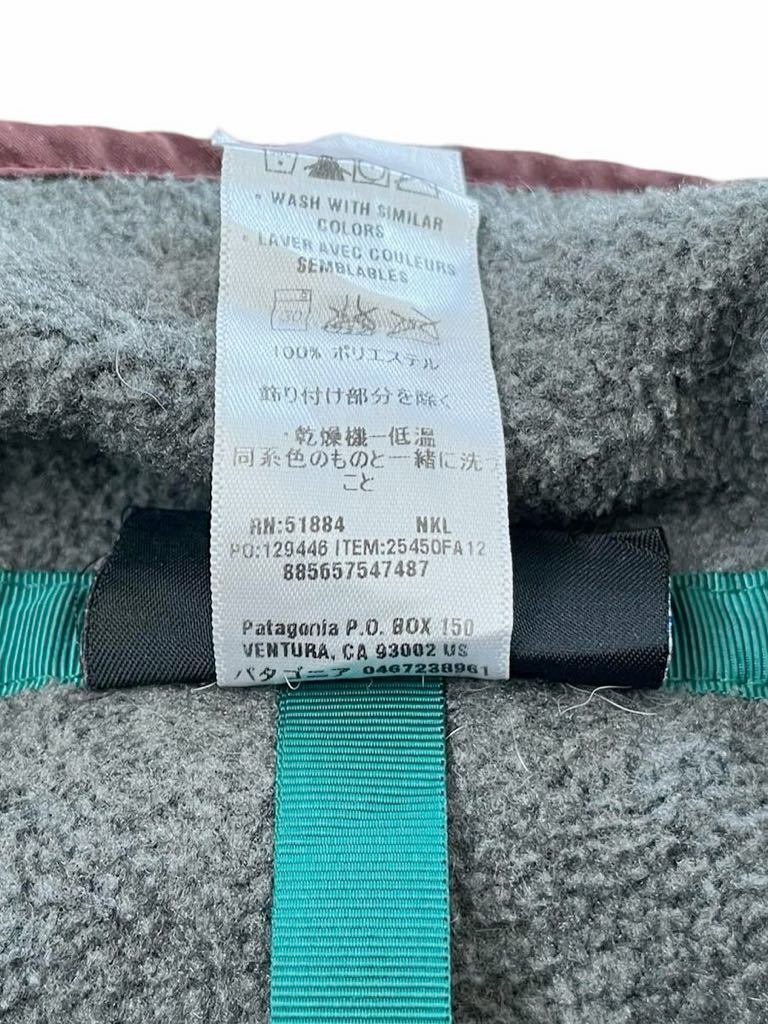 · WASH WITH SIMILAR
COLORS
· LAVER AVEC COULEURS
SEMBLABLES
30
100% ポリエステル
飾り付け部分を除く
·乾燥機ー低温
同系色のものと一緒に洗う
こと
RN:51884 NKL
PO:129446 ITEM:25450FA12
885657547487
Patagonia P.O. BOX 150
VENTURA, CA 93002 US
パタゴニア 0467238961